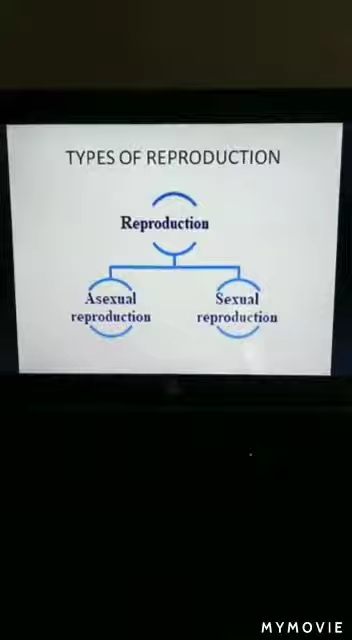 TYPES OF REPRODUCTION
Reproduction
Asexual
reproduction
Sexual
reproduction
MYMOVIE